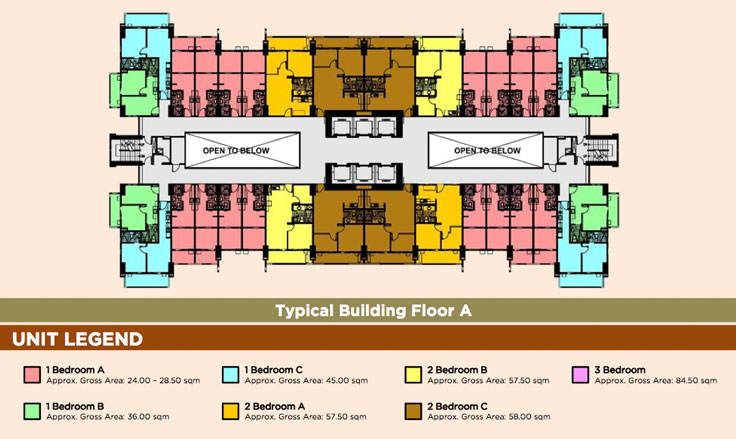 OPEN TO BELOW
OPEN TO BELOW
Typical Building Floor A
UNIT LEGEND
1 Bedroom A
Approx. Gross Area: 24.00 – 28.50 sqm
1 Bedroom C
Approx. Gross Area: 45.00 sqm
2 Bedroom B
Approx. Gross Area: 57.50 sqm
3 Bedroom
Approx. Gross Area: 84.50 sqm
1 Bedroom B
Approx. Gross Area: 36.00 sqm
2 Bedroom A
Approx. Gross Area: 57.50 sqm
2 Bedroom C
Approx. Gross Area: 58.00 sqm